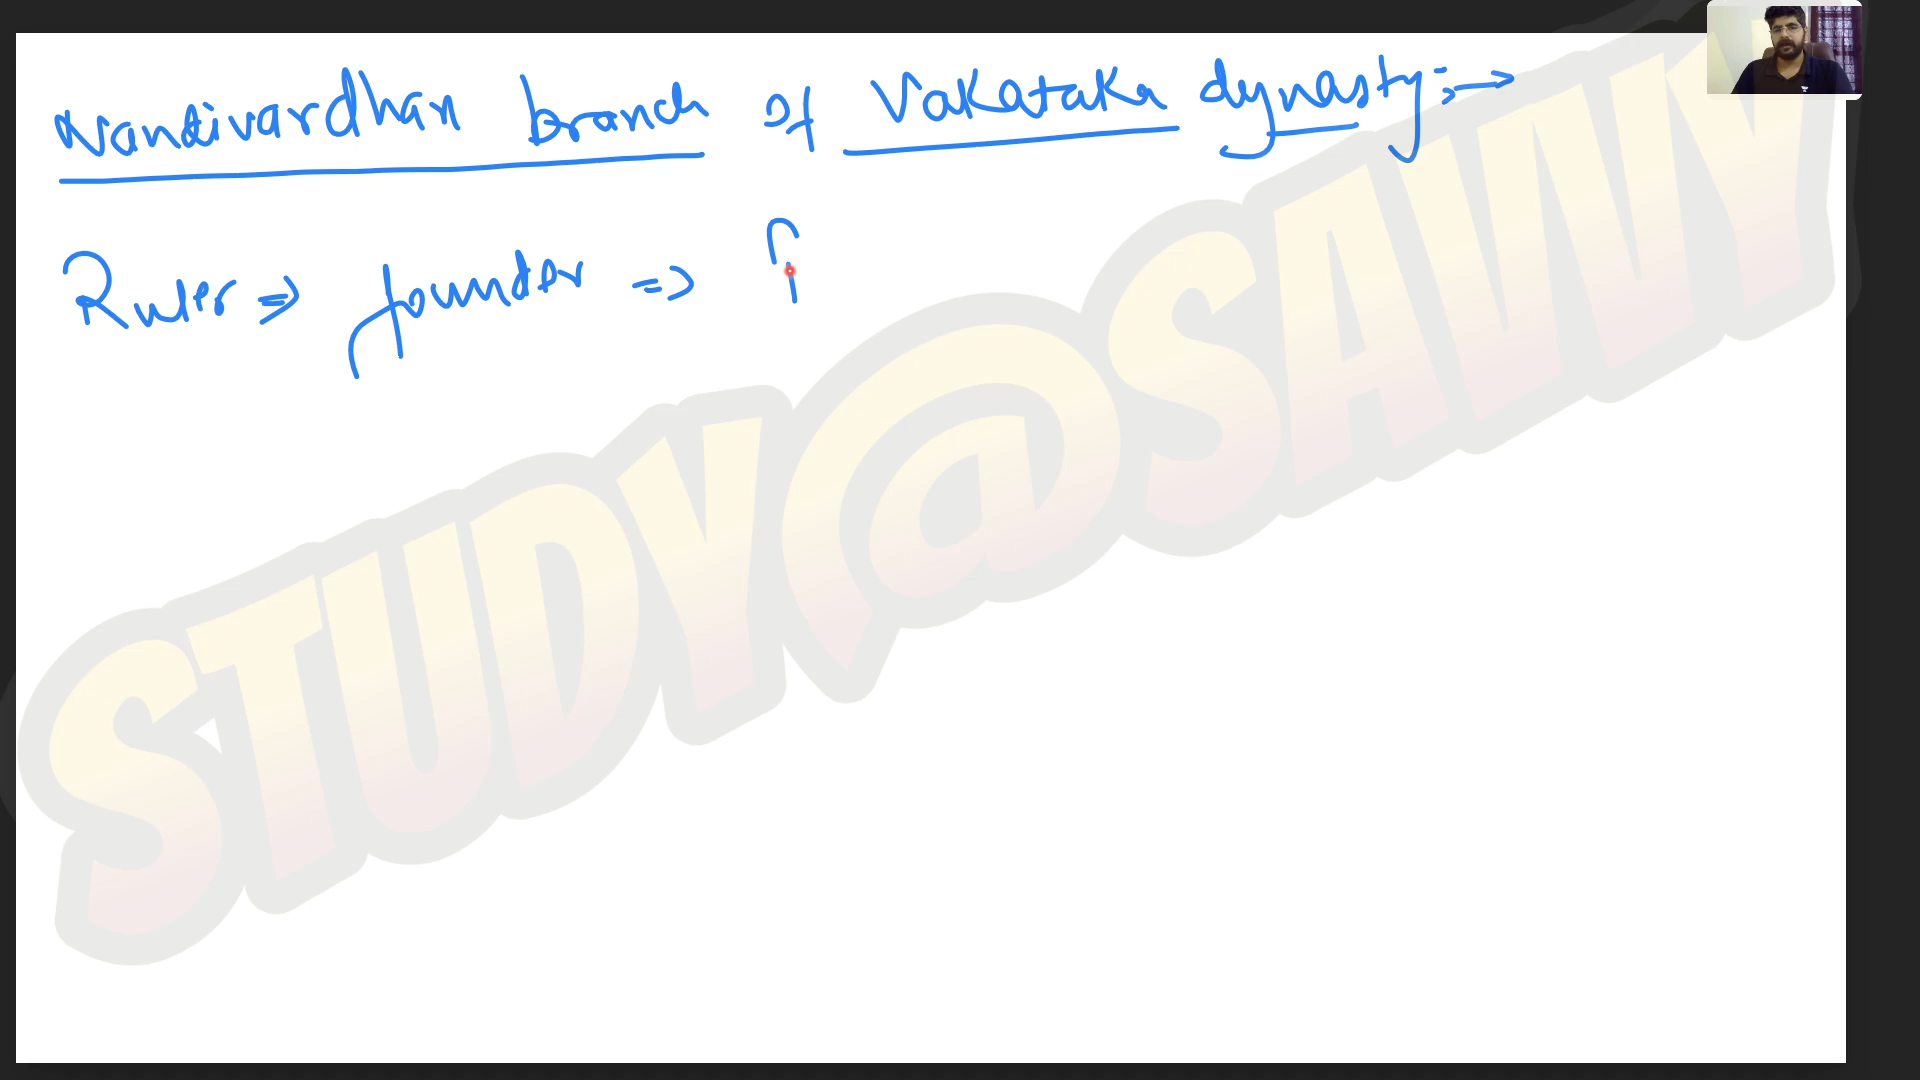 Nandivardhan branch of Vakataka dynasty :→
Ruler ⇒ founder ⇒
STUDY@SAVVY